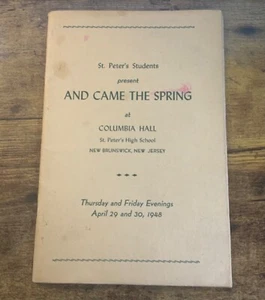 St. Peter's Students
present
AND CAME THE SPRING
at
COLUMBIA HALL
St. Peter's High School
NEW BRUNSWICK, NEW JERSEY
Thursday and Friday Evenings
April 29 and 30, 1948